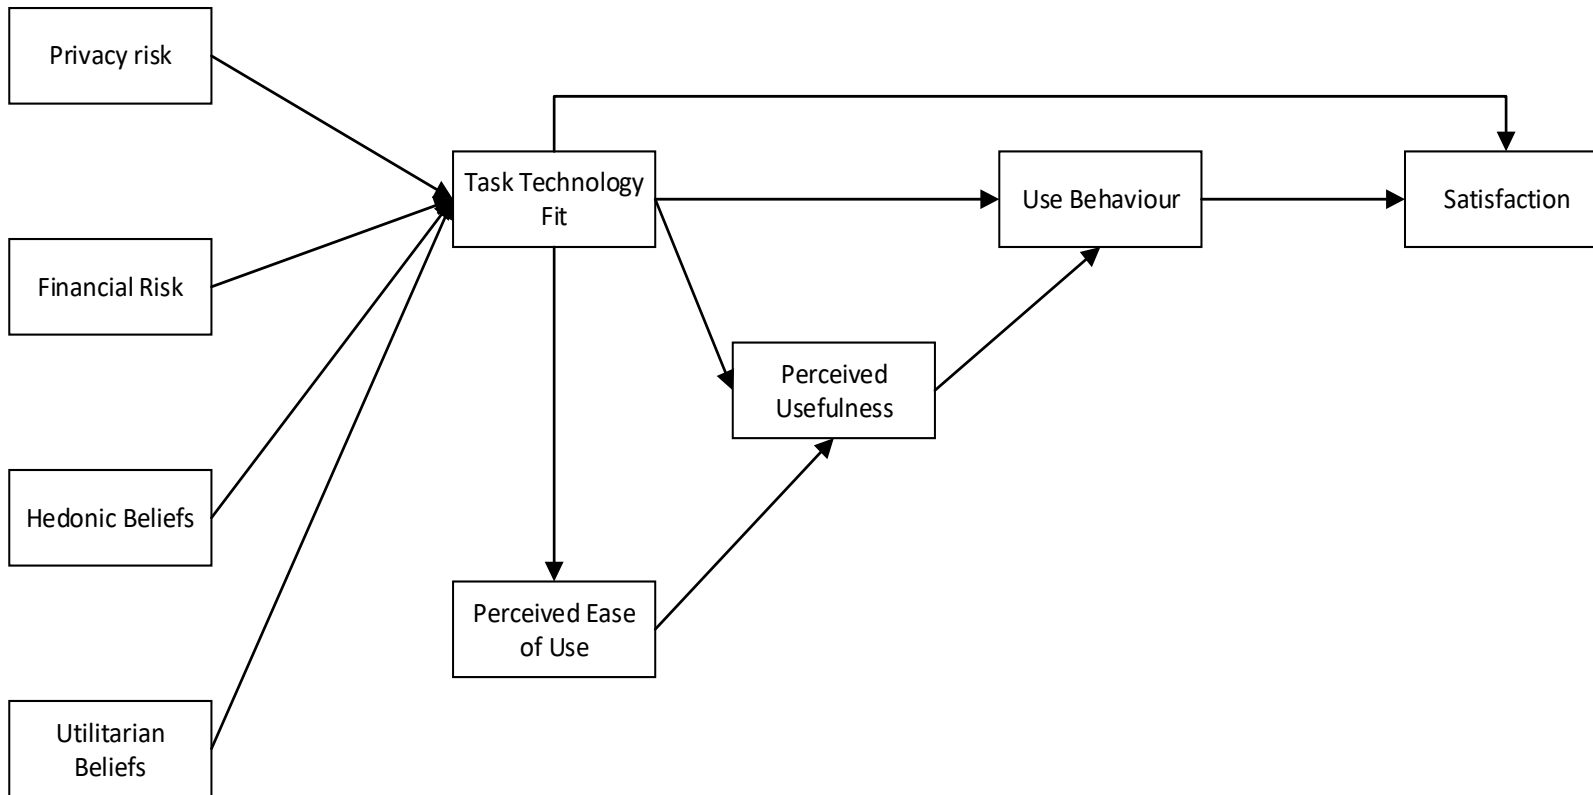 Privacy risk
Task Technology
Fit
Use Behaviour
Satisfaction
Financial Risk
Perceived
Usefulness
Hedonic Beliefs
Perceived Ease
of Use
Utilitarian
Beliefs